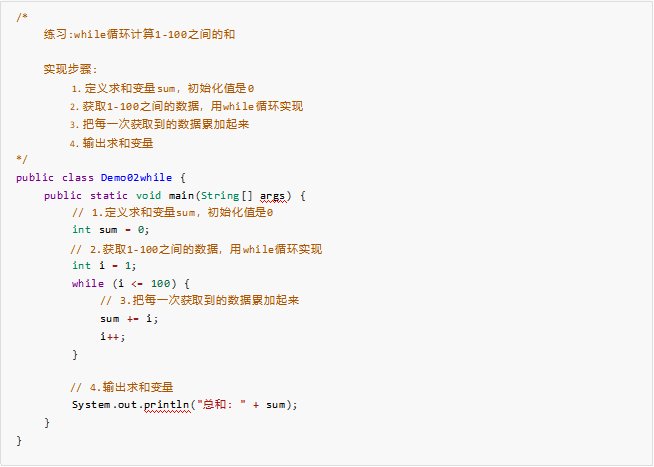 /*
练习:while循环计算1-100之间的和
实现步骤:
1. 定义求和变量sum，初始化值是0
2. 获取1-100之间的数据，用while循环实现
3. 把每一次获取到的数据累加起来
4. 输出求和变量
*/
public class Demo02while {
public static void main(String[] args) {
// 1.定义求和变量sum，初始化值是0
int sum = 0;
// 2.获取1-100之间的数据，用while循环实现
int i = 1;
while (i <= 100) {
// 3.把每一次获取到的数据累加起来
sum += i;
i++;
}
// 4.输出求和变量
System.out.println("总和: " + sum);
}
}